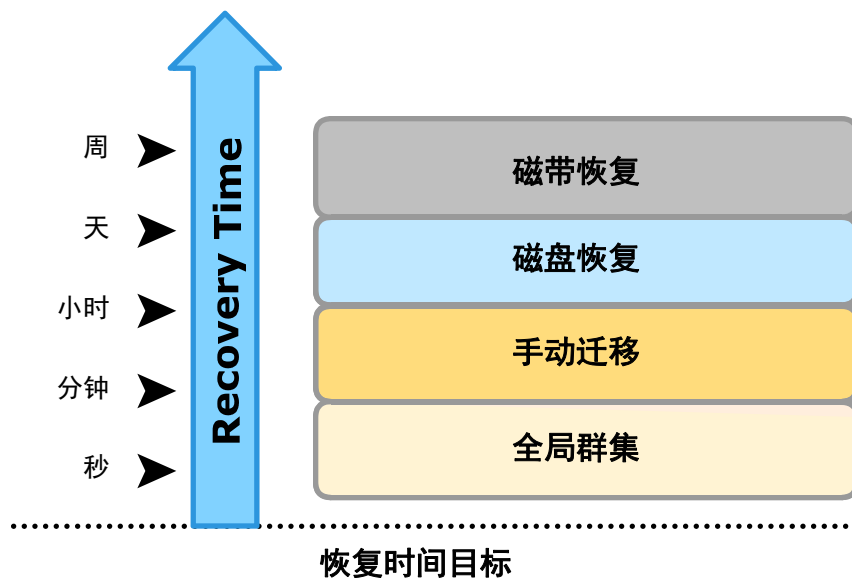 周
天
小时
分钟
秒
Recovery Time
磁带恢复
磁盘恢复
手动迁移
全局群集
恢复时间目标